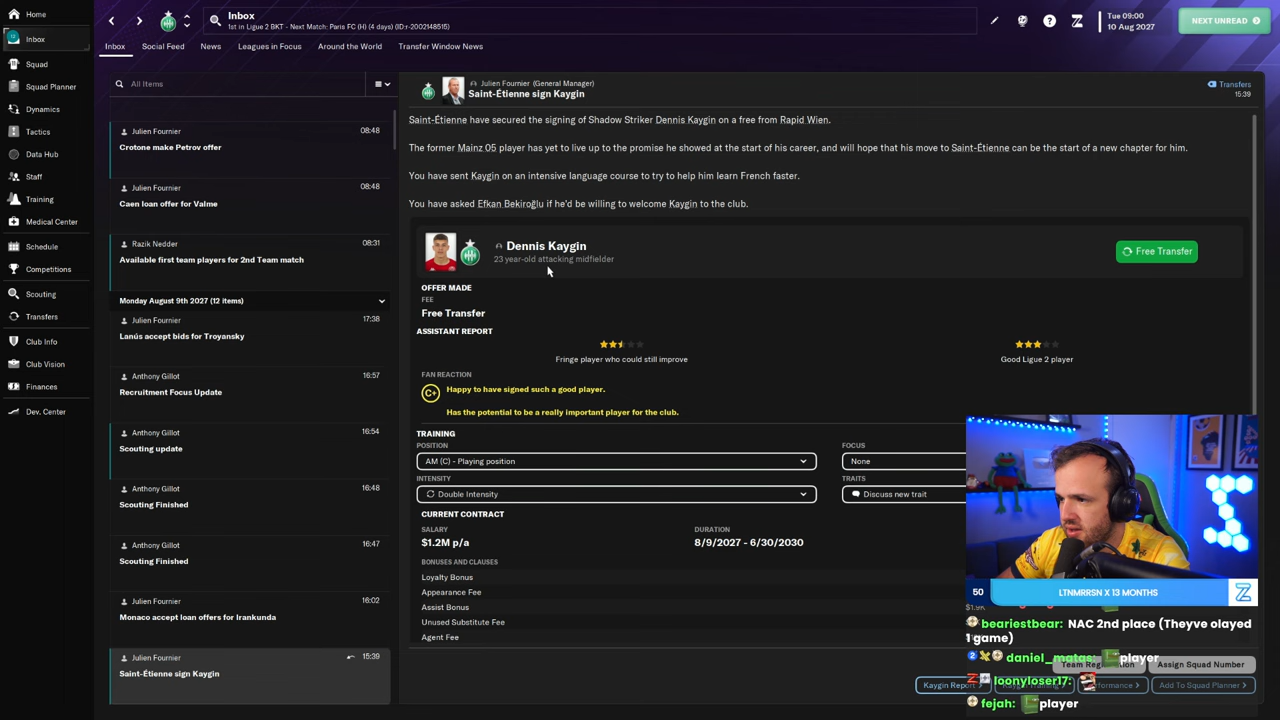 Home
Inbox
Squad
Squad Planner
Dynamics
Tactics
Data Hub
Staff
Training
Medical Center
Schedule
Competitions
Scouting
Transfers
Club Info
Club Vision
Finances
Dev. Center
Inbox
1st in Ligue 2 BKT - Next Match: Paris FC (H) (4 days) (ID:r-2002148515)
Tue 09:00
10 Aug 2027
NEXT UNREAD
Inbox Social Feed News Leagues in Focus Around the World Transfer Window News
All Items
Julien Fournier 08:48
Crotone make Petrov offer
Julien Fournier 08:48
Caen loan offer for Valme
Razik Nedder 08:31
Available first team players for 2nd Team match
Monday August 9th 2027 (12 items)
Julien Fournier 17:38
Lanús accept bids for Troyansky
Anthony Gillot 16:57
Recruitment Focus Update
Anthony Gillot 16:54
Scouting update
Anthony Gillot 16:48
Scouting Finished
Anthony Gillot 16:47
Scouting Finished
Julien Fournier 16:02
Monaco accept loan offers for Irankunda
Julien Fournier 15:39
Saint-Étienne sign Kaygin
Julien Fournier (General Manager)
Saint-Étienne sign Kaygin
Transfers
15:39
Saint-Étienne have secured the signing of Shadow Striker Dennis Kaygin on a free from Rapid Wien.
The former Mainz 05 player has yet to live up to the promise he showed at the start of his career, and will hope that his move to Saint-Étienne can be the start of a new chapter for him.
You have sent Kaygin on an intensive language course to try to help him learn French faster.
You have asked Efkan Bekiroğlu if he'd be willing to welcome Kaygin to the club.
Dennis Kaygin
23 year-old attacking midfielder
Free Transfer
OFFER MADE
FEE
Free Transfer
ASSISTANT REPORT
Fringe player who could still improve
Good Ligue 2 player
FAN REACTION
C+
Happy to have signed such a good player.
Has the potential to be a really important player for the club.
TRAINING
POSITION FOCUS
AM (C) - Playing position None
INTENSITY TRAITS
Double Intensity Discuss new trait
CURRENT CONTRACT
SALARY DURATION
$1.2M p/a 8/9/2027 - 6/30/2030
BONUSES AND CLAUSES
Loyalty Bonus
Appearance Fee
Assist Bonus
Unused Substitute Fee
Agent Fee
50 LTNMRRSN X 13 MONTHS
beariestbear: NAC 2nd place (Theyve olayed
1 game)
daniel_matas: player
loonyloser17:
fejah: player
Assign Squad Number
Kaygin Report
Add To Squad Planner